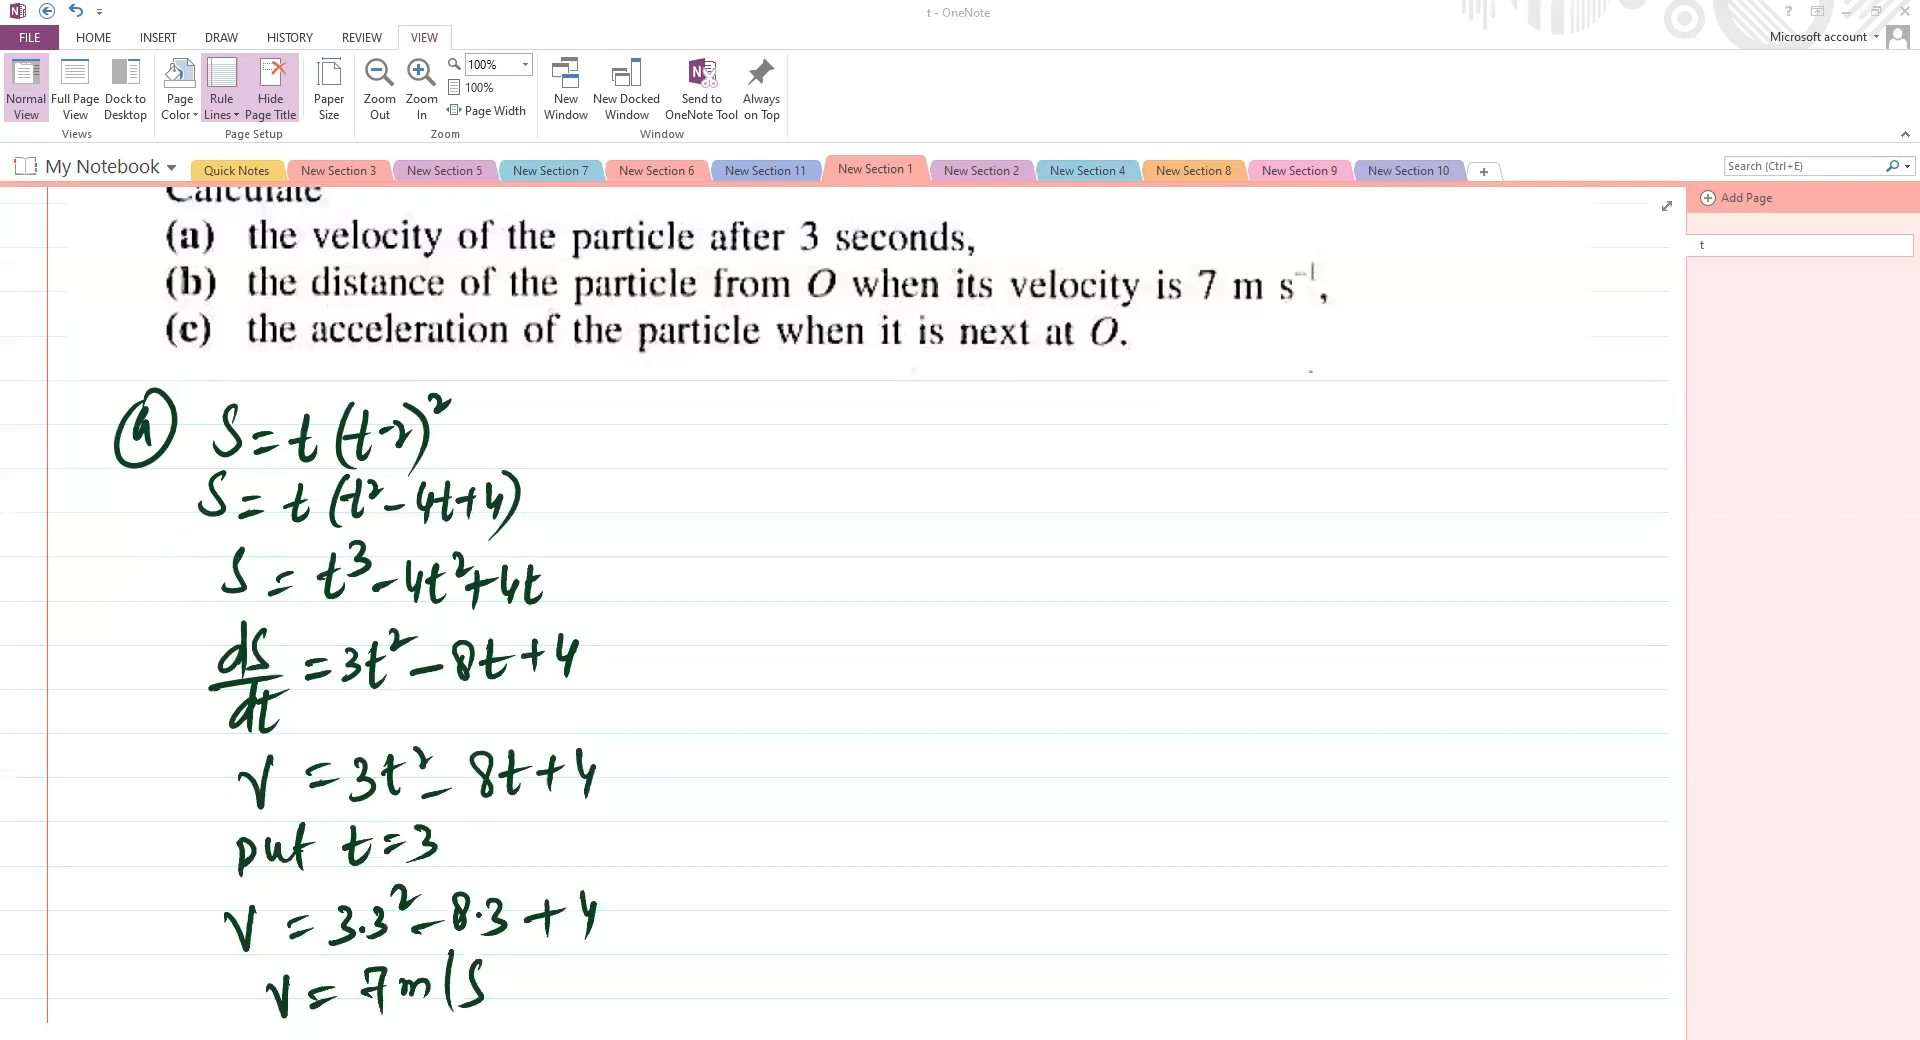 t - OneNote
?
Microsoft account
FILE HOME INSERT DRAW HISTORY REVIEW VIEW
Normal View
Full Page View
Dock to Desktop
Views
Page Color
Rule Lines
Hide Page Title
Page Setup
Paper Size
Zoom Out
Zoom In
100%
100%
Page Width
Zoom
New Window
New Docked Window
Send to OneNote Tool
Always on Top
Window
My Notebook
Quick Notes New Section 3 New Section 5 New Section 7 New Section 6 New Section 11 New Section 1 New Section 2 New Section 4 New Section 8 New Section 9 New Section 10 +
Search (Ctrl+E)
Add Page
t
Calculate
(a) the velocity of the particle after 3 seconds,
(b) the distance of the particle from O when its velocity is 7 m s⁻¹,
(c) the acceleration of the particle when it is next at O.
(a) S = t (t-2)²
S = t (t² - 4t + 4)
S = t³ - 4t² + 4t
ds/dt = 3t² - 8t + 4
v = 3t² - 8t + 4
put t = 3
v = 3.3² - 8.3 + 4
v = 7 m/s